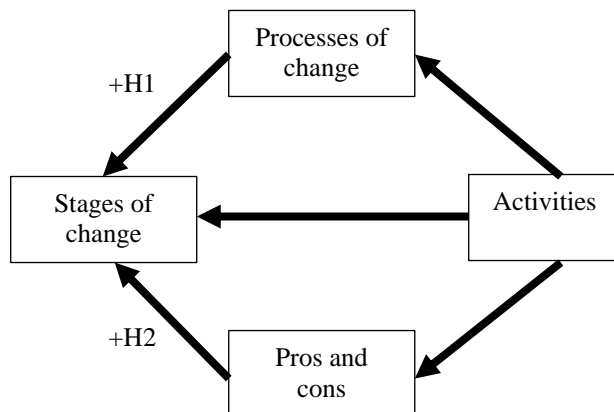 Processes of
change
+H1
Stages of
change
Activities
+H2
Pros and
cons